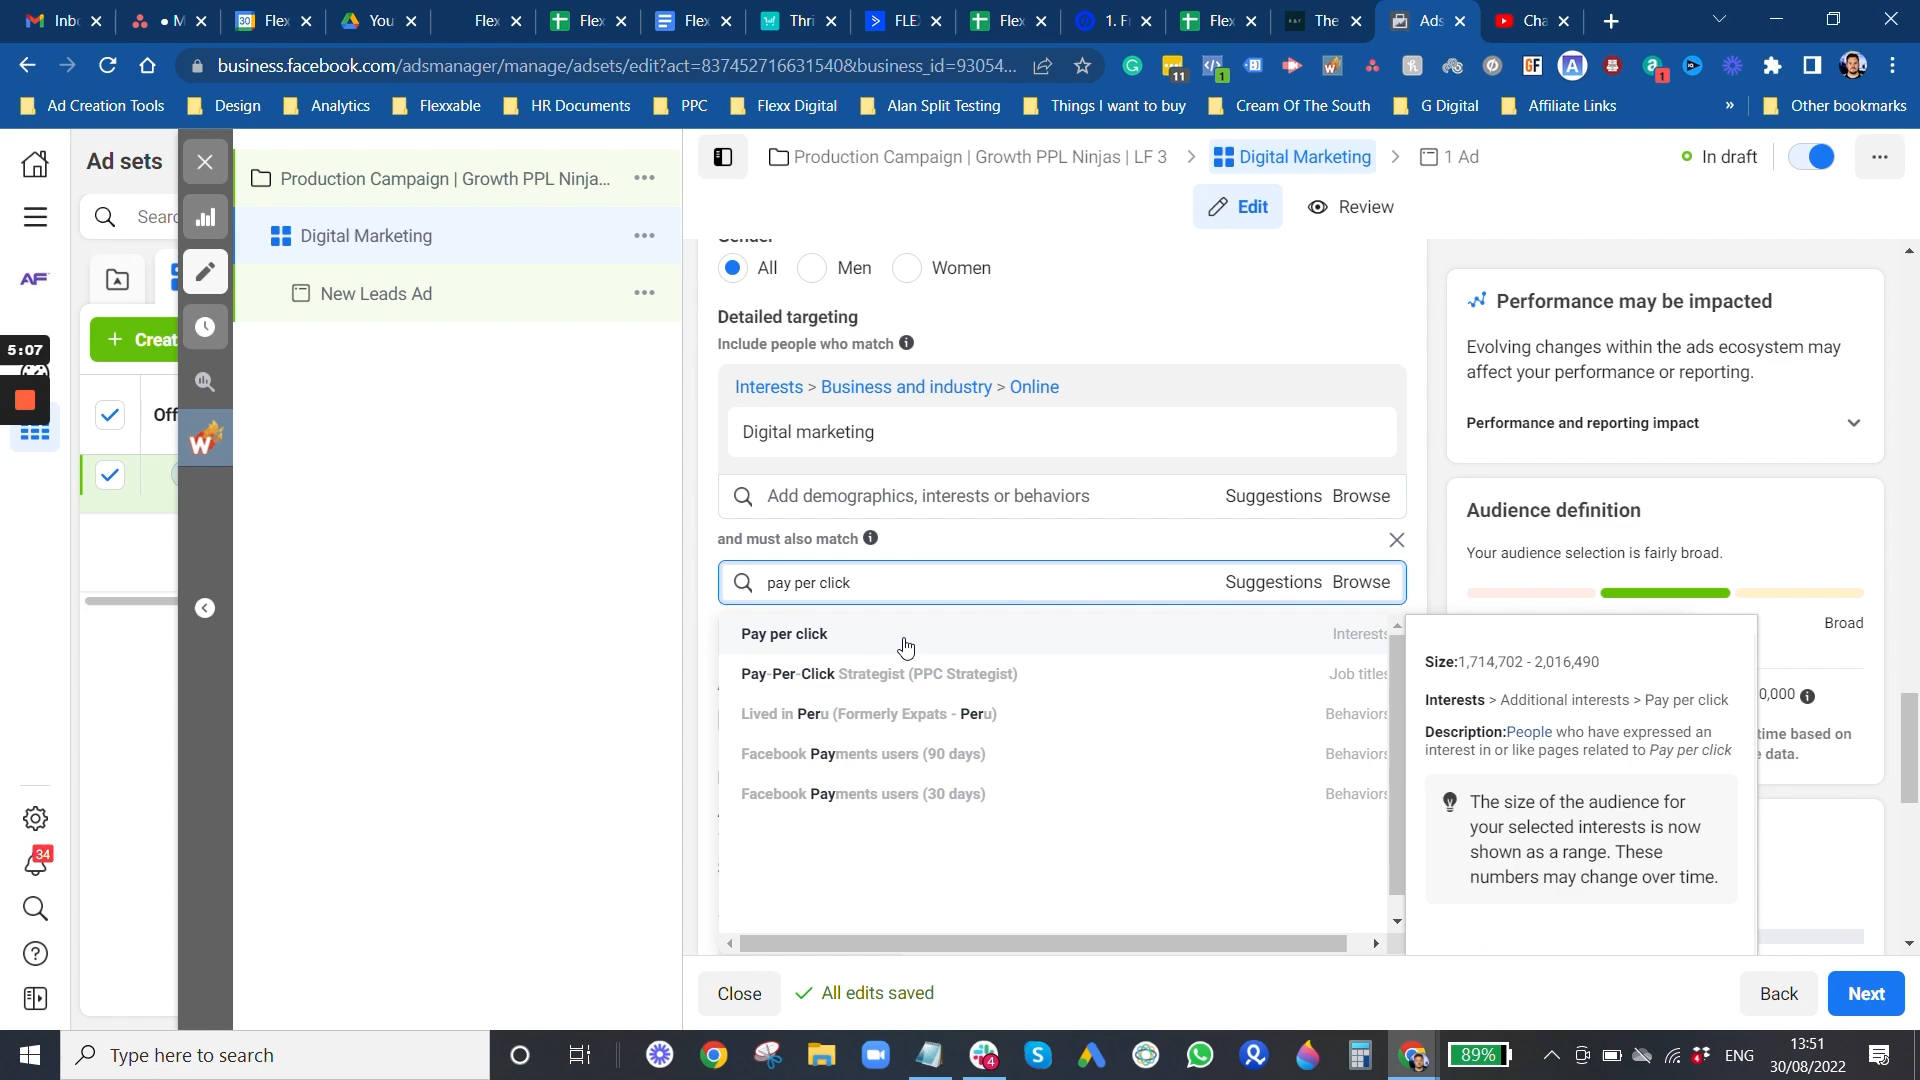 Inb
M
Flex
You
Flex
Flex
Flex
Thri
FLE
Flex
1. F
Flex
The
Ads
Cha
business.facebook.com/adsmanager/manage/adsets/edit?act=837452716631540&business_id=93054...
11
1
GF
A
1
Ad Creation Tools
Design
Analytics
Flexxable
HR Documents
PPC
Flexx Digital
Alan Split Testing
Things I want to buy
Cream Of The South
G Digital
Affiliate Links
»
Other bookmarks
Ad sets
Searc
AF
5:07
+ Creat
Off
W
34
Production Campaign | Growth PPL Ninja...
Digital Marketing
New Leads Ad
Production Campaign | Growth PPL Ninjas | LF 3 > Digital Marketing > 1 Ad
In draft
Edit
Review
Gender
All
Men
Women
Detailed targeting
Include people who match
Interests > Business and industry > Online
Digital marketing
Add demographics, interests or behaviors
Suggestions
Browse
and must also match
pay per click
Suggestions
Browse
Pay per click
Interests
Pay-Per-Click Strategist (PPC Strategist)
Job titles
Lived in Peru (Formerly Expats - Peru)
Behaviors
Facebook Payments users (90 days)
Behaviors
Facebook Payments users (30 days)
Behaviors
Performance may be impacted
Evolving changes within the ads ecosystem may
affect your performance or reporting.
Performance and reporting impact
Audience definition
Your audience selection is fairly broad.
Broad
0,000
time based on
data.
Size:1,714,702 - 2,016,490
Interests > Additional interests > Pay per click
Description:People who have expressed an
interest in or like pages related to Pay per click
The size of the audience for
your selected interests is now
shown as a range. These
numbers may change over time.
Close
All edits saved
Back
Next
Type here to search
4
89%
ENG
13:51
30/08/2022